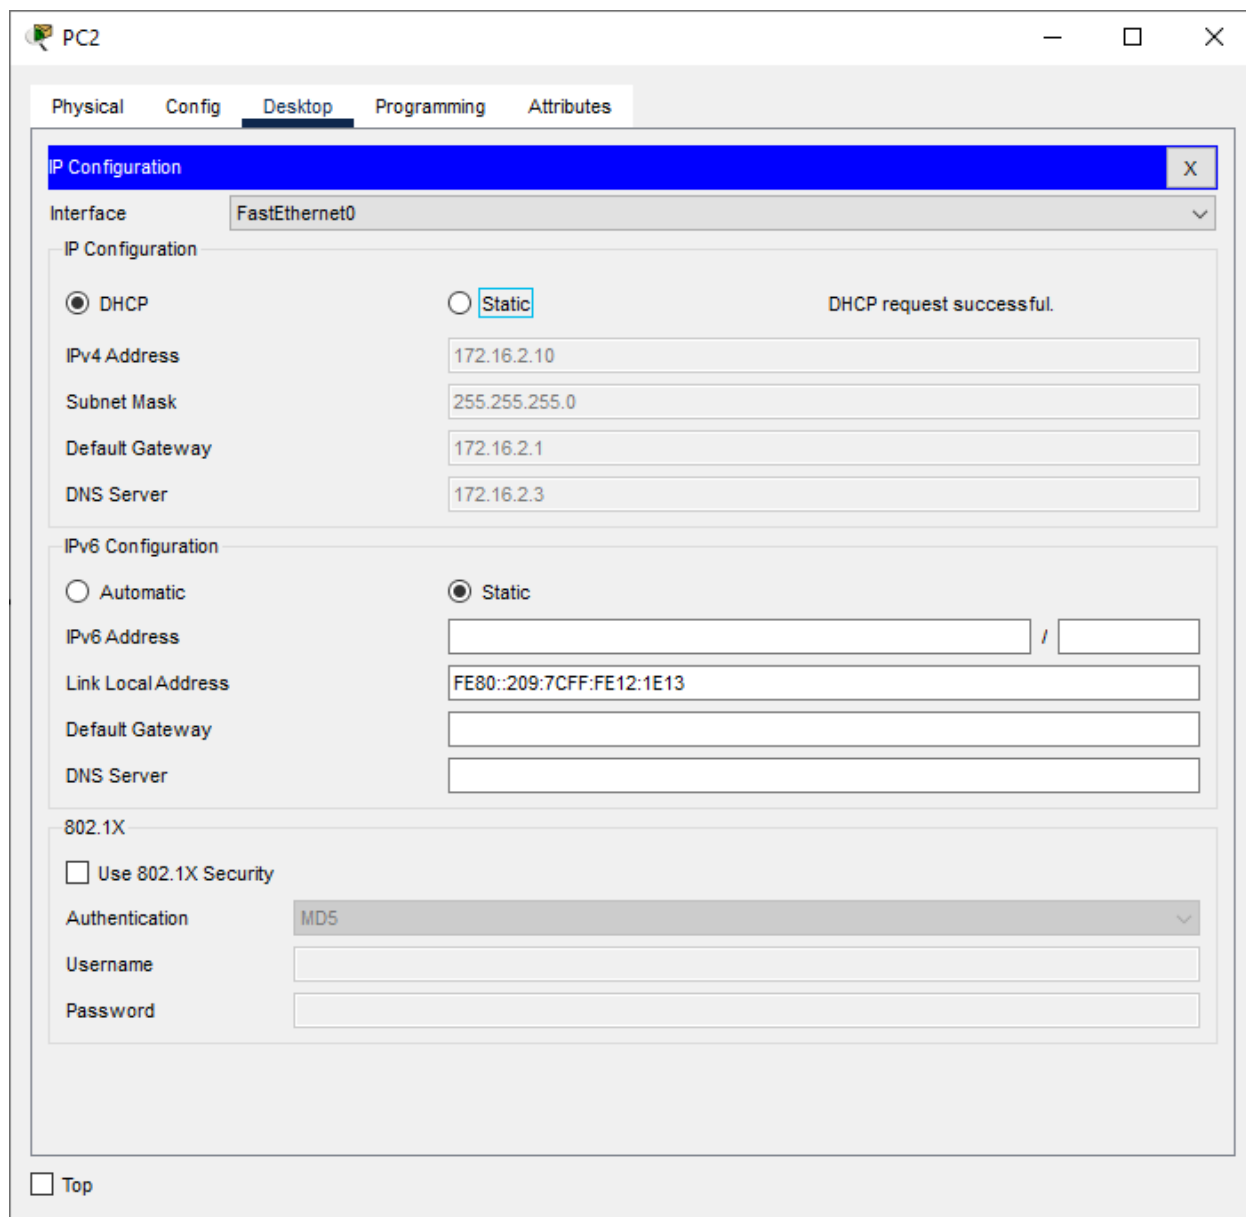 PC2
Physical Config Desktop Programming Attributes
IP Configuration X
Interface FastEthernet0
IP Configuration
DHCP Static DHCP request successful.
IPv4 Address 172.16.2.10
Subnet Mask 255.255.255.0
Default Gateway 172.16.2.1
DNS Server 172.16.2.3
IPv6 Configuration
Automatic Static
IPv6 Address /
Link Local Address FE80::209:7CFF:FE12:1E13
Default Gateway
DNS Server
802.1X
Use 802.1X Security
Authentication MD5
Username
Password
Top